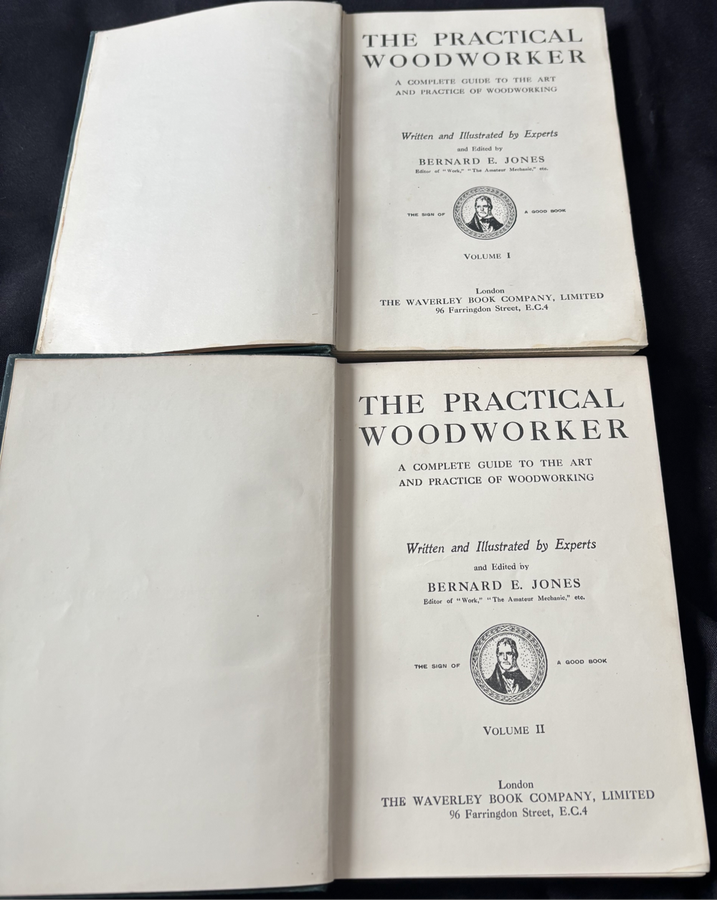 THE PRACTICAL
WOODWORKER
A COMPLETE GUIDE TO THE ART
AND PRACTICE OF WOODWORKING
Written and Illustrated by Experts
and Edited by
BERNARD E. JONES
Editor of "Work," "The Amateur Mechanic," etc.
THE SIGN OF A GOOD BOOK
VOLUME I
London
THE WAVERLEY BOOK COMPANY, LIMITED
96 Farringdon Street, E.C.4
THE PRACTICAL
WOODWORKER
A COMPLETE GUIDE TO THE ART
AND PRACTICE OF WOODWORKING
Written and Illustrated by Experts
and Edited by
BERNARD E. JONES
Editor of "Work," "The Amateur Mechanic," etc.
THE SIGN OF A GOOD BOOK
VOLUME II
London
THE WAVERLEY BOOK COMPANY, LIMITED
96 Farringdon Street, E.C.4